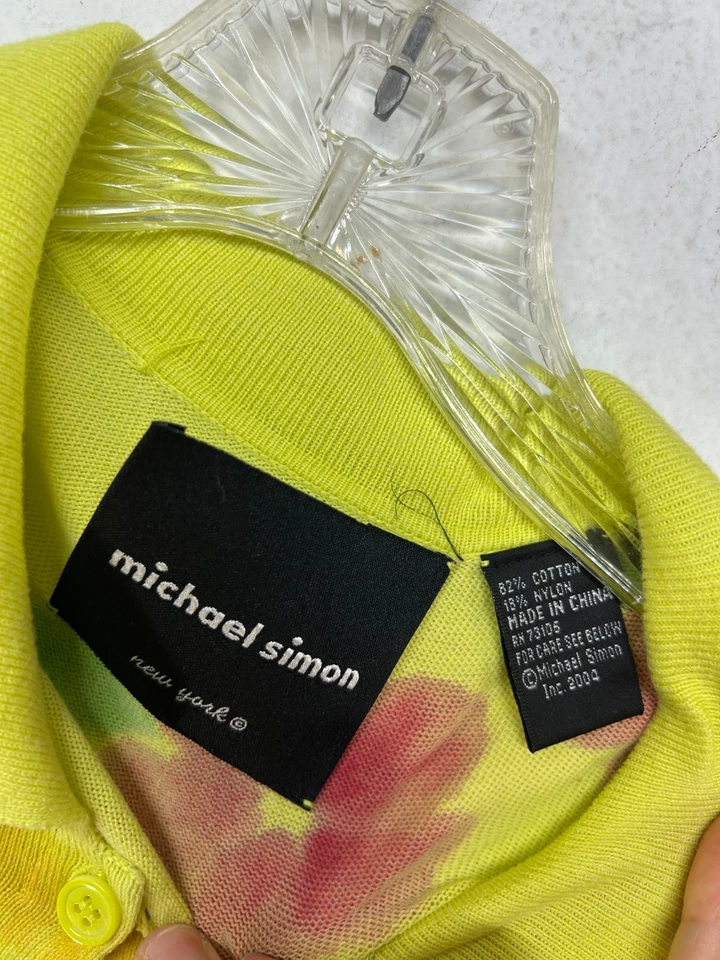 michael simon
new york ©
82% COTTON
18% NYLON
MADE IN CHINA
RN 73106
FOR CARE SEE BELOW
©Michael Simon
Inc. 2004